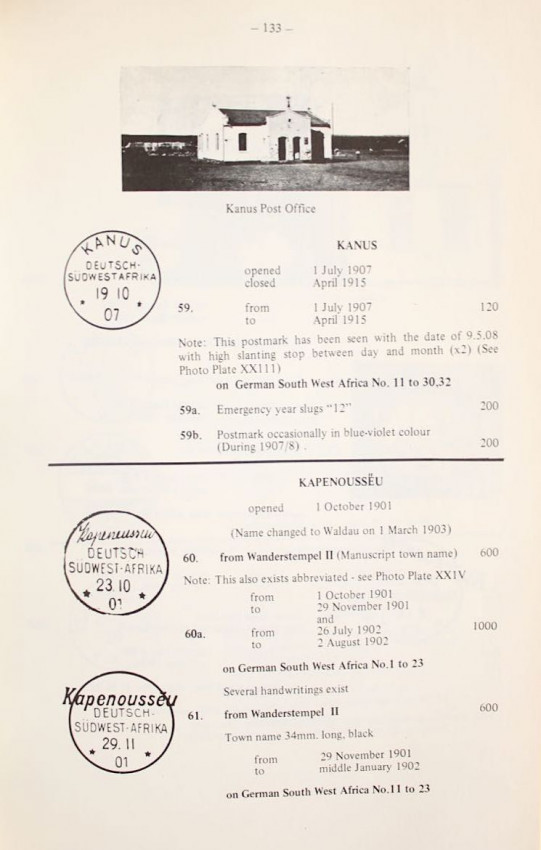 – 133 –
Kanus Post Office
KANUS
DEUTSCH-
SÜDWESTAFRIKA
* 19 10 *
07
KANUS
opened 1 July 1907
closed April 1915
59. from 1 July 1907 120
to April 1915
Note: This postmark has been seen with the date of 9.5.08
with high slanting stop between day and month (x2) (See
Photo Plate XX111)
on German South West Africa No. 11 to 30,32
59a. Emergency year slugs "12" 200
59b. Postmark occasionally in blue-violet colour
(During 1907/8) . 200
KAPENOUSSËU
opened 1 October 1901
(Name changed to Waldau on 1 March 1903)
Kapenousseu
DEUTSCH
SÜDWEST-AFRIKA
* 23.10 *
01
60. from Wanderstempel II (Manuscript town name) 600
Note: This also exists abbreviated - see Photo Plate XX1V
from 1 October 1901
to 29 November 1901
and
60a. from 26 July 1902 1000
to 2 August 1902
on German South West Africa No.1 to 23
Several handwritings exist
Kapenoussëu
DEUTSCH-
SÜDWEST-AFRIKA
* 29. 11 *
01
61. from Wanderstempel II 600
Town name 34mm. long, black
from 29 November 1901
to middle January 1902
on German South West Africa No.11 to 23